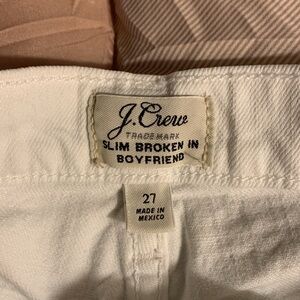 J.Crew
TRADEMARK
SLIM BROKEN IN
BOYFRIEND
27
MADE IN
MEXICO